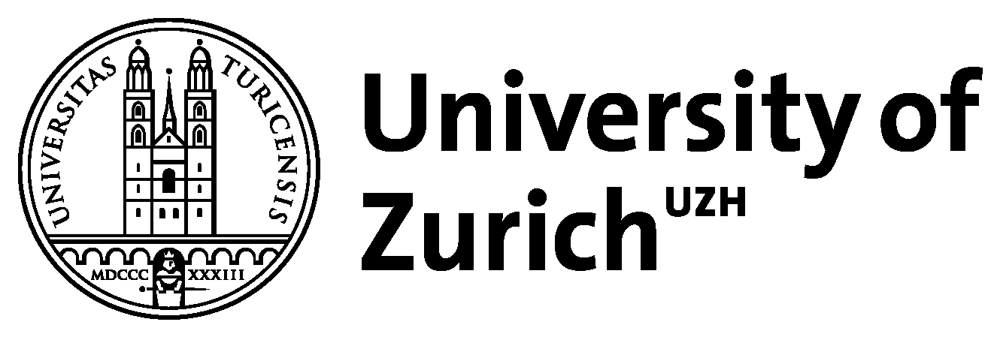 UNIVERSITAS TURICENSIS
MDCCC XXXIII
University of
Zurich UZH